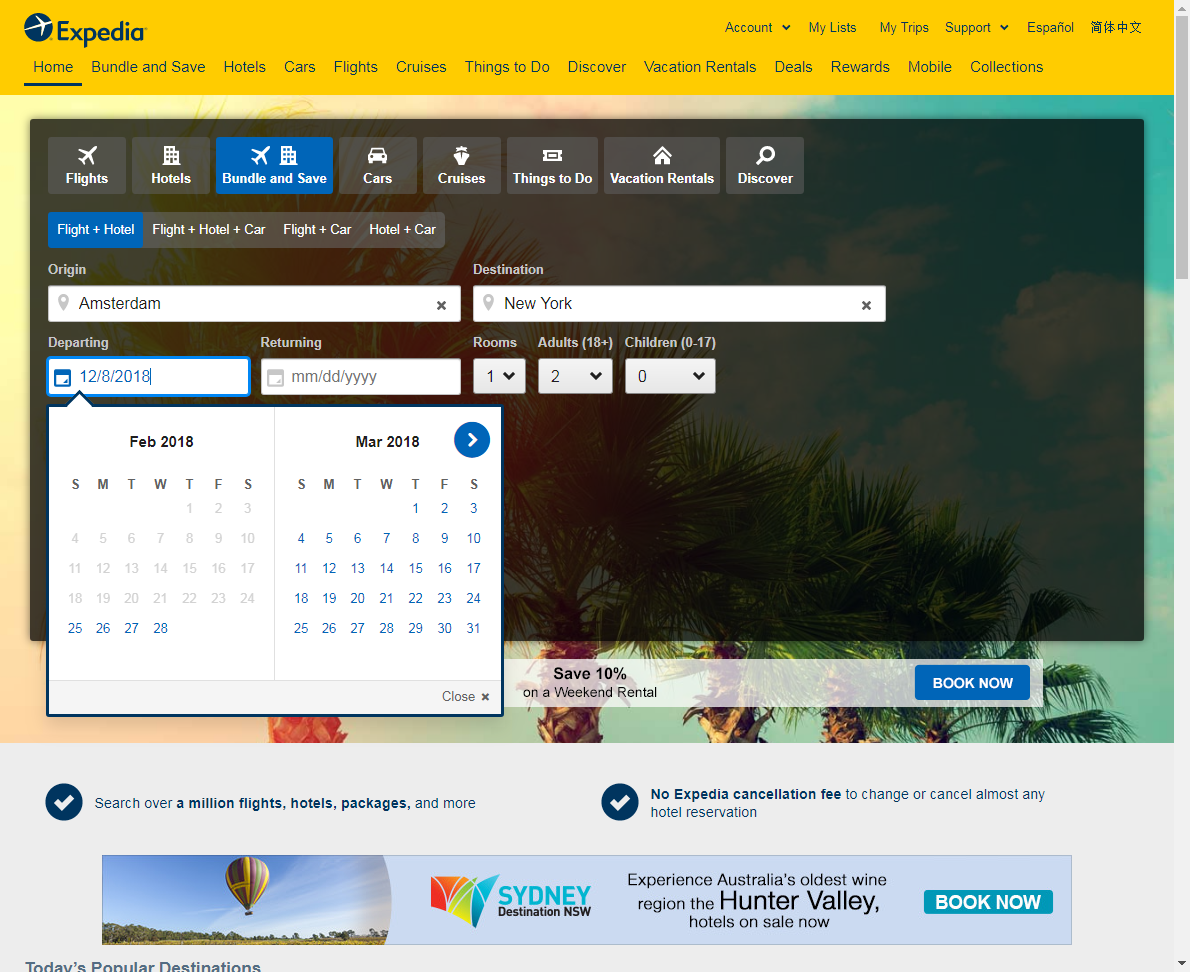 Expedia
Account My Lists My Trips Support Español 简体中文
Home Bundle and Save Hotels Cars Flights Cruises Things to Do Discover Vacation Rentals Deals Rewards Mobile Collections
Flights Hotels Bundle and Save Cars Cruises Things to Do Vacation Rentals Discover
Flight + Hotel Flight + Hotel + Car Flight + Car Hotel + Car
Origin Destination
Amsterdam New York
Departing Returning Rooms Adults (18+) Children (0-17)
12/8/2018 mm/dd/yyyy 1 2 0
Feb 2018 Mar 2018
S M T W T F S S M T W T F S
1 2 3 1 2 3
4 5 6 7 8 9 10 4 5 6 7 8 9 10
11 12 13 14 15 16 17 11 12 13 14 15 16 17
18 19 20 21 22 23 24 18 19 20 21 22 23 24
25 26 27 28 25 26 27 28 29 30 31
Close
Save 10%
on a Weekend Rental
BOOK NOW
Search over a million flights, hotels, packages, and more
No Expedia cancellation fee to change or cancel almost any
hotel reservation
SYDNEY
Destination NSW
Experience Australia's oldest wine
region the Hunter Valley,
hotels on sale now
BOOK NOW
Today's Popular Destinations